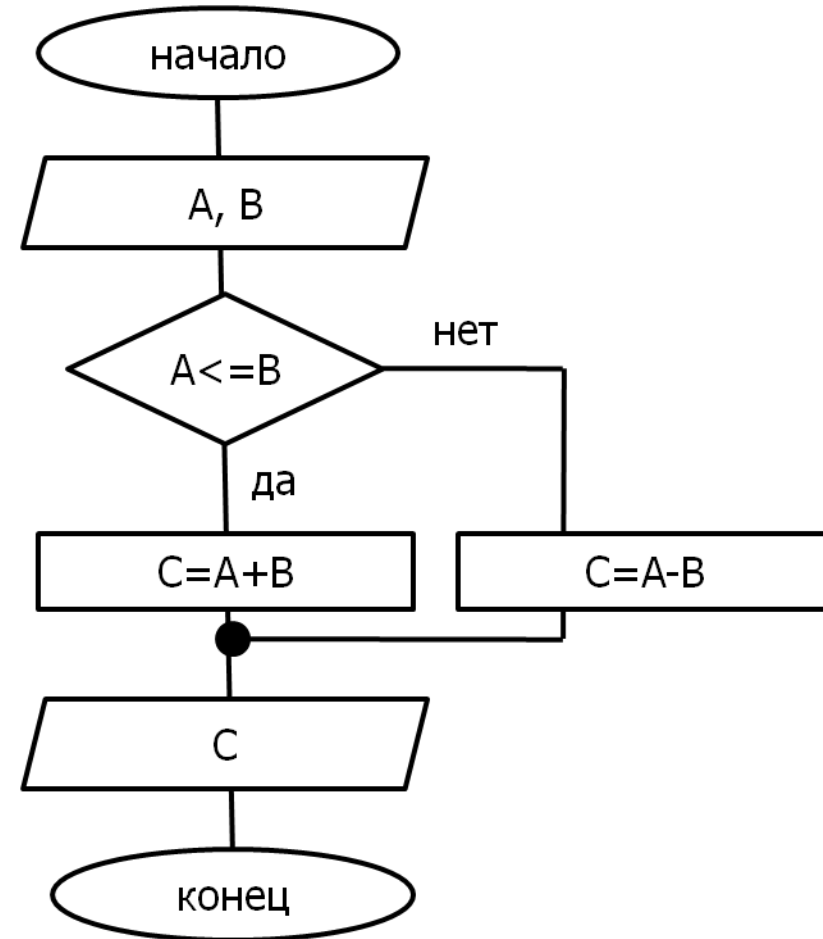 начало
A, B
A<=B
нет
да
C=A+B
C=A-B
C
конец